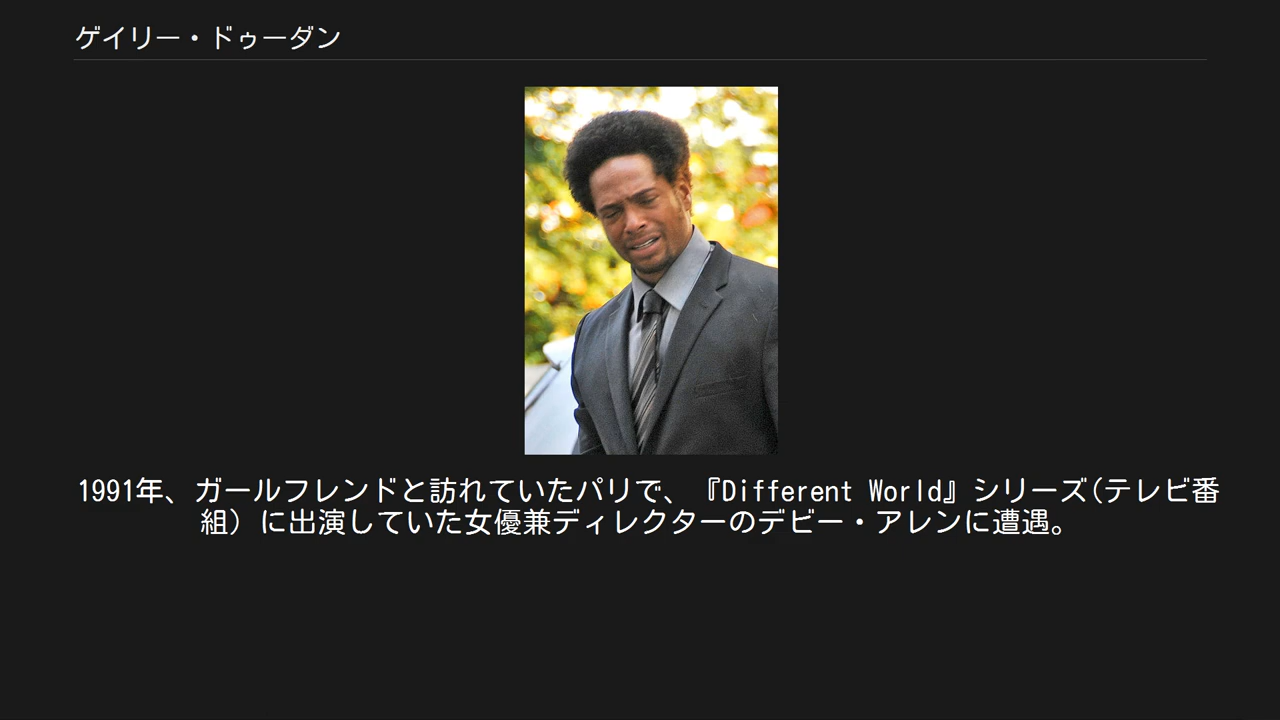 ゲイリー・ドゥーダン
1991年、ガールフレンドと訪れていたパリで、『Different World』シリーズ(テレビ番
組）に出演していた女優兼ディレクターのデビー・アレンに遭遇。